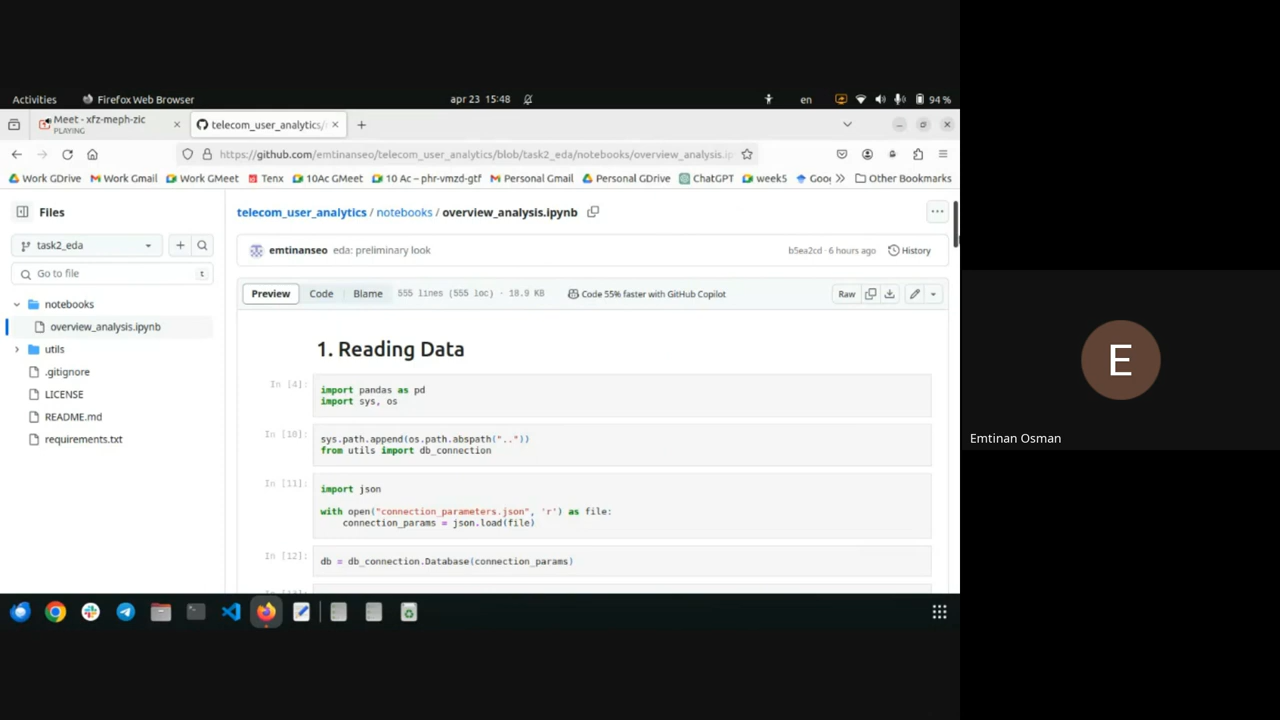 Activities Firefox Web Browser apr 23 15:48 en 94 %
Meet - xfz-meph-zic
PLAYING
telecom_user_analytics/
https://github.com/emtinanseo/telecom_user_analytics/blob/task2_eda/notebooks/overview_analysis.ip
Work GDrive Work Gmail Work GMeet Tenx 10Ac GMeet 10 Ac – phr-vmzd-gtf Personal Gmail Personal GDrive ChatGPT week5 Goo Other Bookmarks
Files
telecom_user_analytics / notebooks / overview_analysis.ipynb
task2_eda
emtinanseo eda: preliminary look b5ea2cd · 6 hours ago History
Go to file t
Preview Code Blame 555 lines (555 loc) · 18.9 KB Code 55% faster with GitHub Copilot Raw
notebooks
overview_analysis.ipynb
utils
.gitignore
LICENSE
README.md
requirements.txt
1. Reading Data
In [4]: import pandas as pd
import sys, os
In [10]: sys.path.append(os.path.abspath(".."))
from utils import db_connection
In [11]: import json
with open("connection_parameters.json", 'r') as file:
connection_params = json.load(file)
In [12]: db = db_connection.Database(connection_params)
E
Emtinan Osman